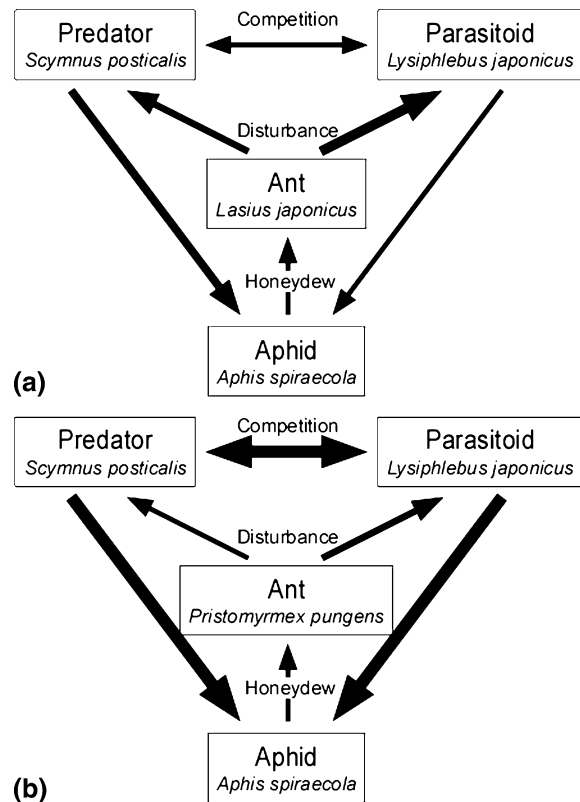 Competition
Predator
Scymnus posticalis
Parasitoid
Lysiphlebus japonicus
Disturbance
Ant
Lasius japonicus
Honeydew
Aphid
Aphis spiraecola
(a)
Competition
Predator
Scymnus posticalis
Parasitoid
Lysiphlebus japonicus
Disturbance
Ant
Pristomyrmex pungens
Honeydew
Aphid
Aphis spiraecola
(b)